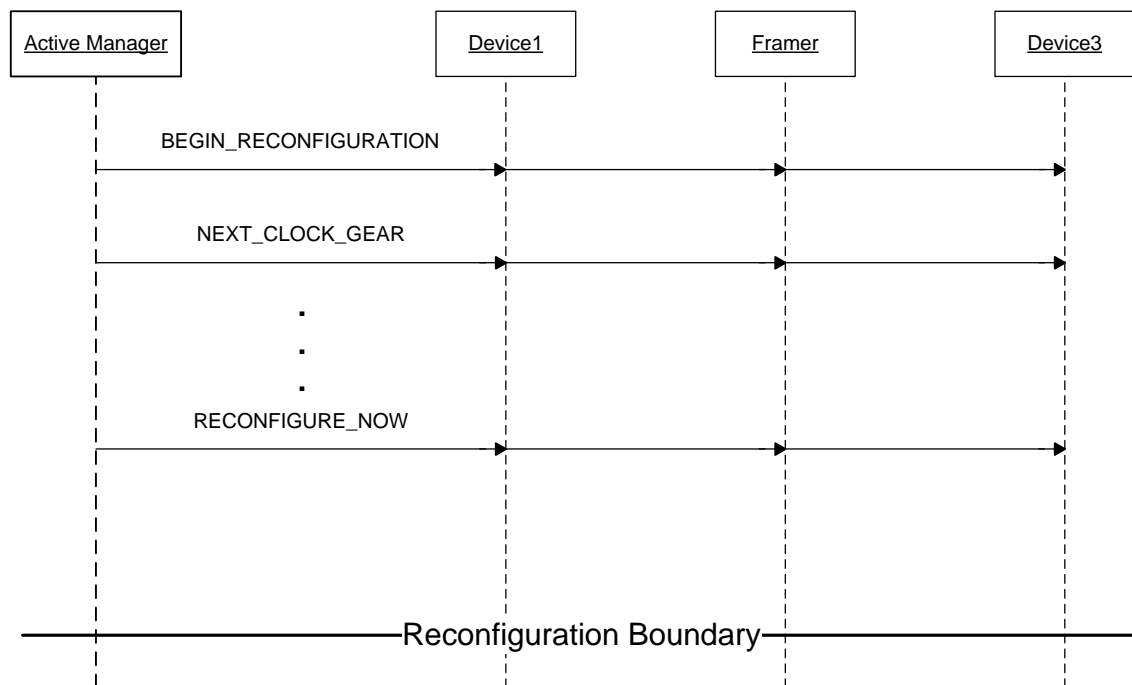 Active Manager
Device1
Framer
Device3
BEGIN_RECONFIGURATION
NEXT_CLOCK_GEAR
.
.
.
RECONFIGURE_NOW
Reconfiguration Boundary